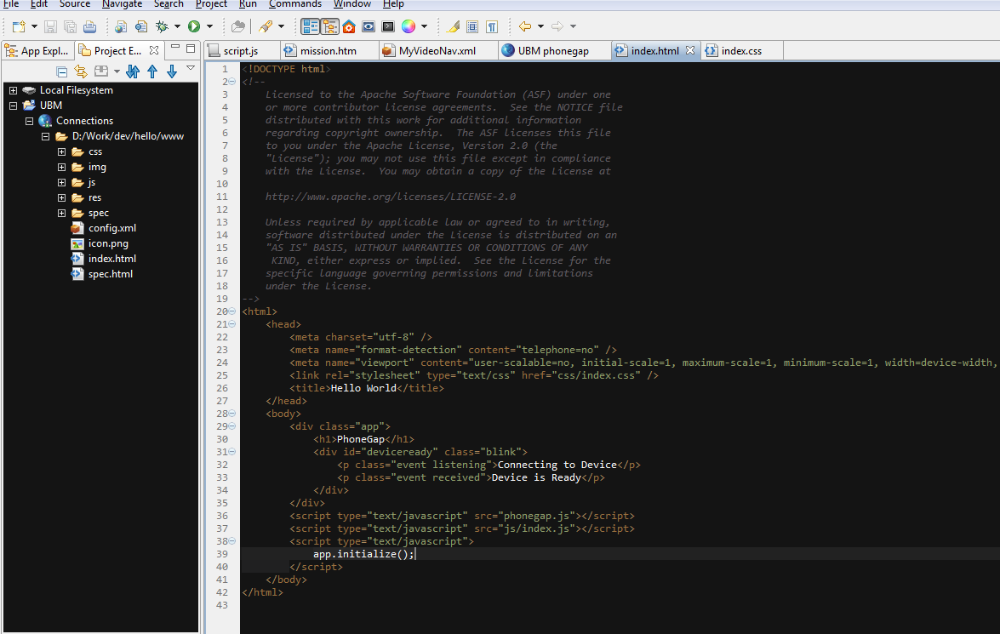 File Edit Source Navigate Search Project Run Commands Window Help
App Expl... Project E... script.js mission.htm MyVideoNav.xml UBM phonegap index.html index.css
Local Filesystem
UBM
Connections
D:/Work/dev/hello/www
css
img
js
res
spec
config.xml
icon.png
index.html
spec.html
1 <!DOCTYPE html>
2 <!--
3 Licensed to the Apache Software Foundation (ASF) under one
4 or more contributor license agreements.  See the NOTICE file
5 distributed with this work for additional information
6 regarding copyright ownership.  The ASF licenses this file
7 to you under the Apache License, Version 2.0 (the
8 "License"); you may not use this file except in compliance
9 with the License.  You may obtain a copy of the License at
10
11 http://www.apache.org/licenses/LICENSE-2.0
12
13 Unless required by applicable law or agreed to in writing,
14 software distributed under the License is distributed on an
15 "AS IS" BASIS, WITHOUT WARRANTIES OR CONDITIONS OF ANY
16 KIND, either express or implied.  See the License for the
17 specific language governing permissions and limitations
18 under the License.
19 -->
20 <html>
21 <head>
22 <meta charset="utf-8" />
23 <meta name="format-detection" content="telephone=no" />
24 <meta name="viewport" content="user-scalable=no, initial-scale=1, maximum-scale=1, minimum-scale=1, width=device-width,
25 <link rel="stylesheet" type="text/css" href="css/index.css" />
26 <title>Hello World</title>
27 </head>
28 <body>
29 <div class="app">
30 <h1>PhoneGap</h1>
31 <div id="deviceready" class="blink">
32 <p class="event listening">Connecting to Device</p>
33 <p class="event received">Device is Ready</p>
34 </div>
35 </div>
36 <script type="text/javascript" src="phonegap.js"></script>
37 <script type="text/javascript" src="js/index.js"></script>
38 <script type="text/javascript">
39 app.initialize();
40 </script>
41 </body>
42 </html>
43